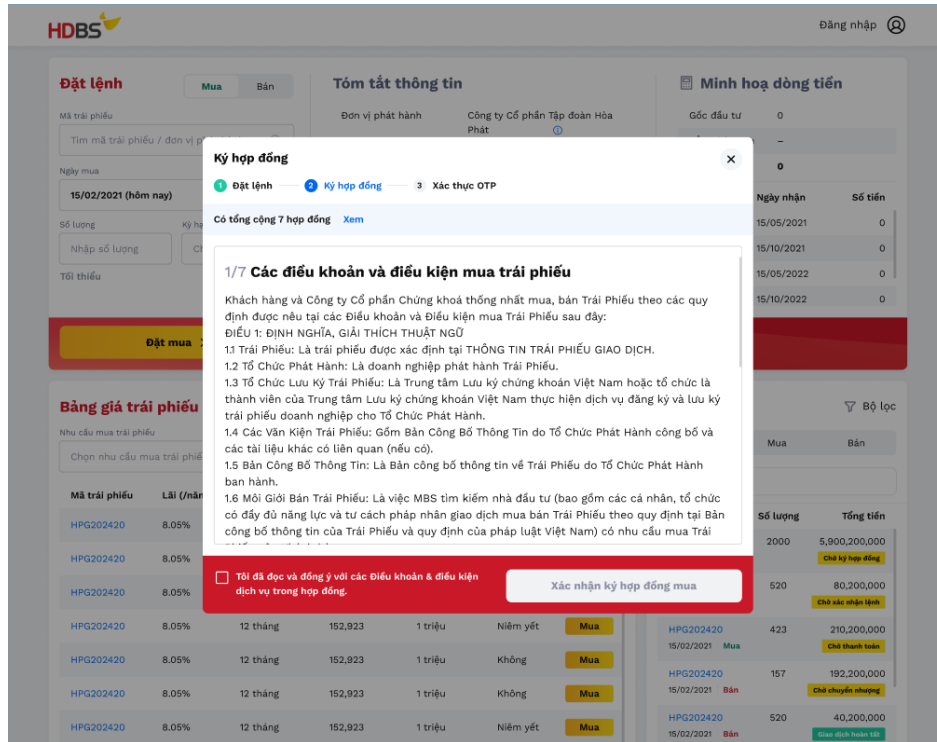 HDBS
Đăng nhập
Đặt lệnh
Mua
Bán
Mã trái phiếu
Tìm mã trái phiếu / đơn vị
Ngày mua
15/02/2021 (hôm nay)
Số lượng
Nhập số lượng
Tối thiểu
Đặt mua
Tóm tắt thông tin
Đơn vị phát hành
Công ty Cổ phần Tập đoàn Hòa
Phát
Minh hoạ dòng tiền
Gốc đầu tư 0
–
0
Ngày nhận Số tiền
15/05/2021 0
15/10/2021 0
15/05/2022 0
15/10/2022 0
Ký hợp đồng
1 Đặt lệnh 2 Ký hợp đồng 3 Xác thực OTP
Có tổng cộng 7 hợp đồng Xem
1/7 Các điều khoản và điều kiện mua trái phiếu
Khách hàng và Công ty Cổ phần Chứng khoá thống nhất mua, bán Trái Phiếu theo các quy
định được nêu tại các Điều khoản và Điều kiện mua Trái Phiếu sau đây:
ĐIỀU 1: ĐỊNH NGHĨA, GIẢI THÍCH THUẬT NGỮ
1.1 Trái Phiếu: Là trái phiếu được xác định tại THÔNG TIN TRÁI PHIẾU GIAO DỊCH.
1.2 Tổ Chức Phát Hành: Là doanh nghiệp phát hành Trái Phiếu.
1.3 Tổ Chức Lưu Ký Trái Phiếu: Là Trung tâm Lưu ký chứng khoán Việt Nam hoặc tổ chức là
thành viên của Trung tâm Lưu ký chứng khoán Việt Nam thực hiện dịch vụ đăng ký và lưu ký
trái phiếu doanh nghiệp cho Tổ Chức Phát Hành.
1.4 Các Văn Kiện Trái Phiếu: Gồm Bản Công Bố Thông Tin do Tổ Chức Phát Hành công bố và
các tài liệu khác có liên quan (nếu có).
1.5 Bản Công Bố Thông Tin: Là Bản công bố thông tin về Trái Phiếu do Tổ Chức Phát Hành
ban hành.
1.6 Môi Giới Bán Trái Phiếu: Là việc MBS tìm kiếm nhà đầu tư (bao gồm các cá nhân, tổ chức
có đầy đủ năng lực và tư cách pháp nhân giao dịch mua bán Trái Phiếu theo quy định tại Bản
công bố thông tin của Trái Phiếu và quy định của pháp luật Việt Nam) có nhu cầu mua Trái
Tôi đã đọc và đồng ý với các Điều khoản & điều kiện
dịch vụ trong hợp đồng.
Xác nhận ký hợp đồng mua
Bảng giá trái phiếu
Nhu cầu mua trái phiếu
Chọn nhu cầu mua trái
Mã trái phiếu
HPG202420 8.05%
HPG202420 8.05%
HPG202420 8.05%
HPG202420 8.05% 12 tháng 152,923 1 triệu Niêm yết Mua
HPG202420 8.05% 12 tháng 152,923 1 triệu Không Mua
HPG202420 8.05% 12 tháng 152,923 1 triệu Không Mua
HPG202420 8.05% 12 tháng 152,923 1 triệu Niêm yết Mua
Bộ lọc
Mua Bán
Số lượng Tổng tiền
2000 5,900,200,000
Chờ ký hợp đồng
520 80,200,000
Chờ xác nhận lệnh
HPG202420 423 210,200,000
15/02/2021 Mua Chờ thanh toán
HPG202420 157 192,200,000
15/02/2021 Bán Chờ chuyển nhượng
HPG202420 520 40,200,000
15/02/2021 Bán Giao dịch hoàn tất